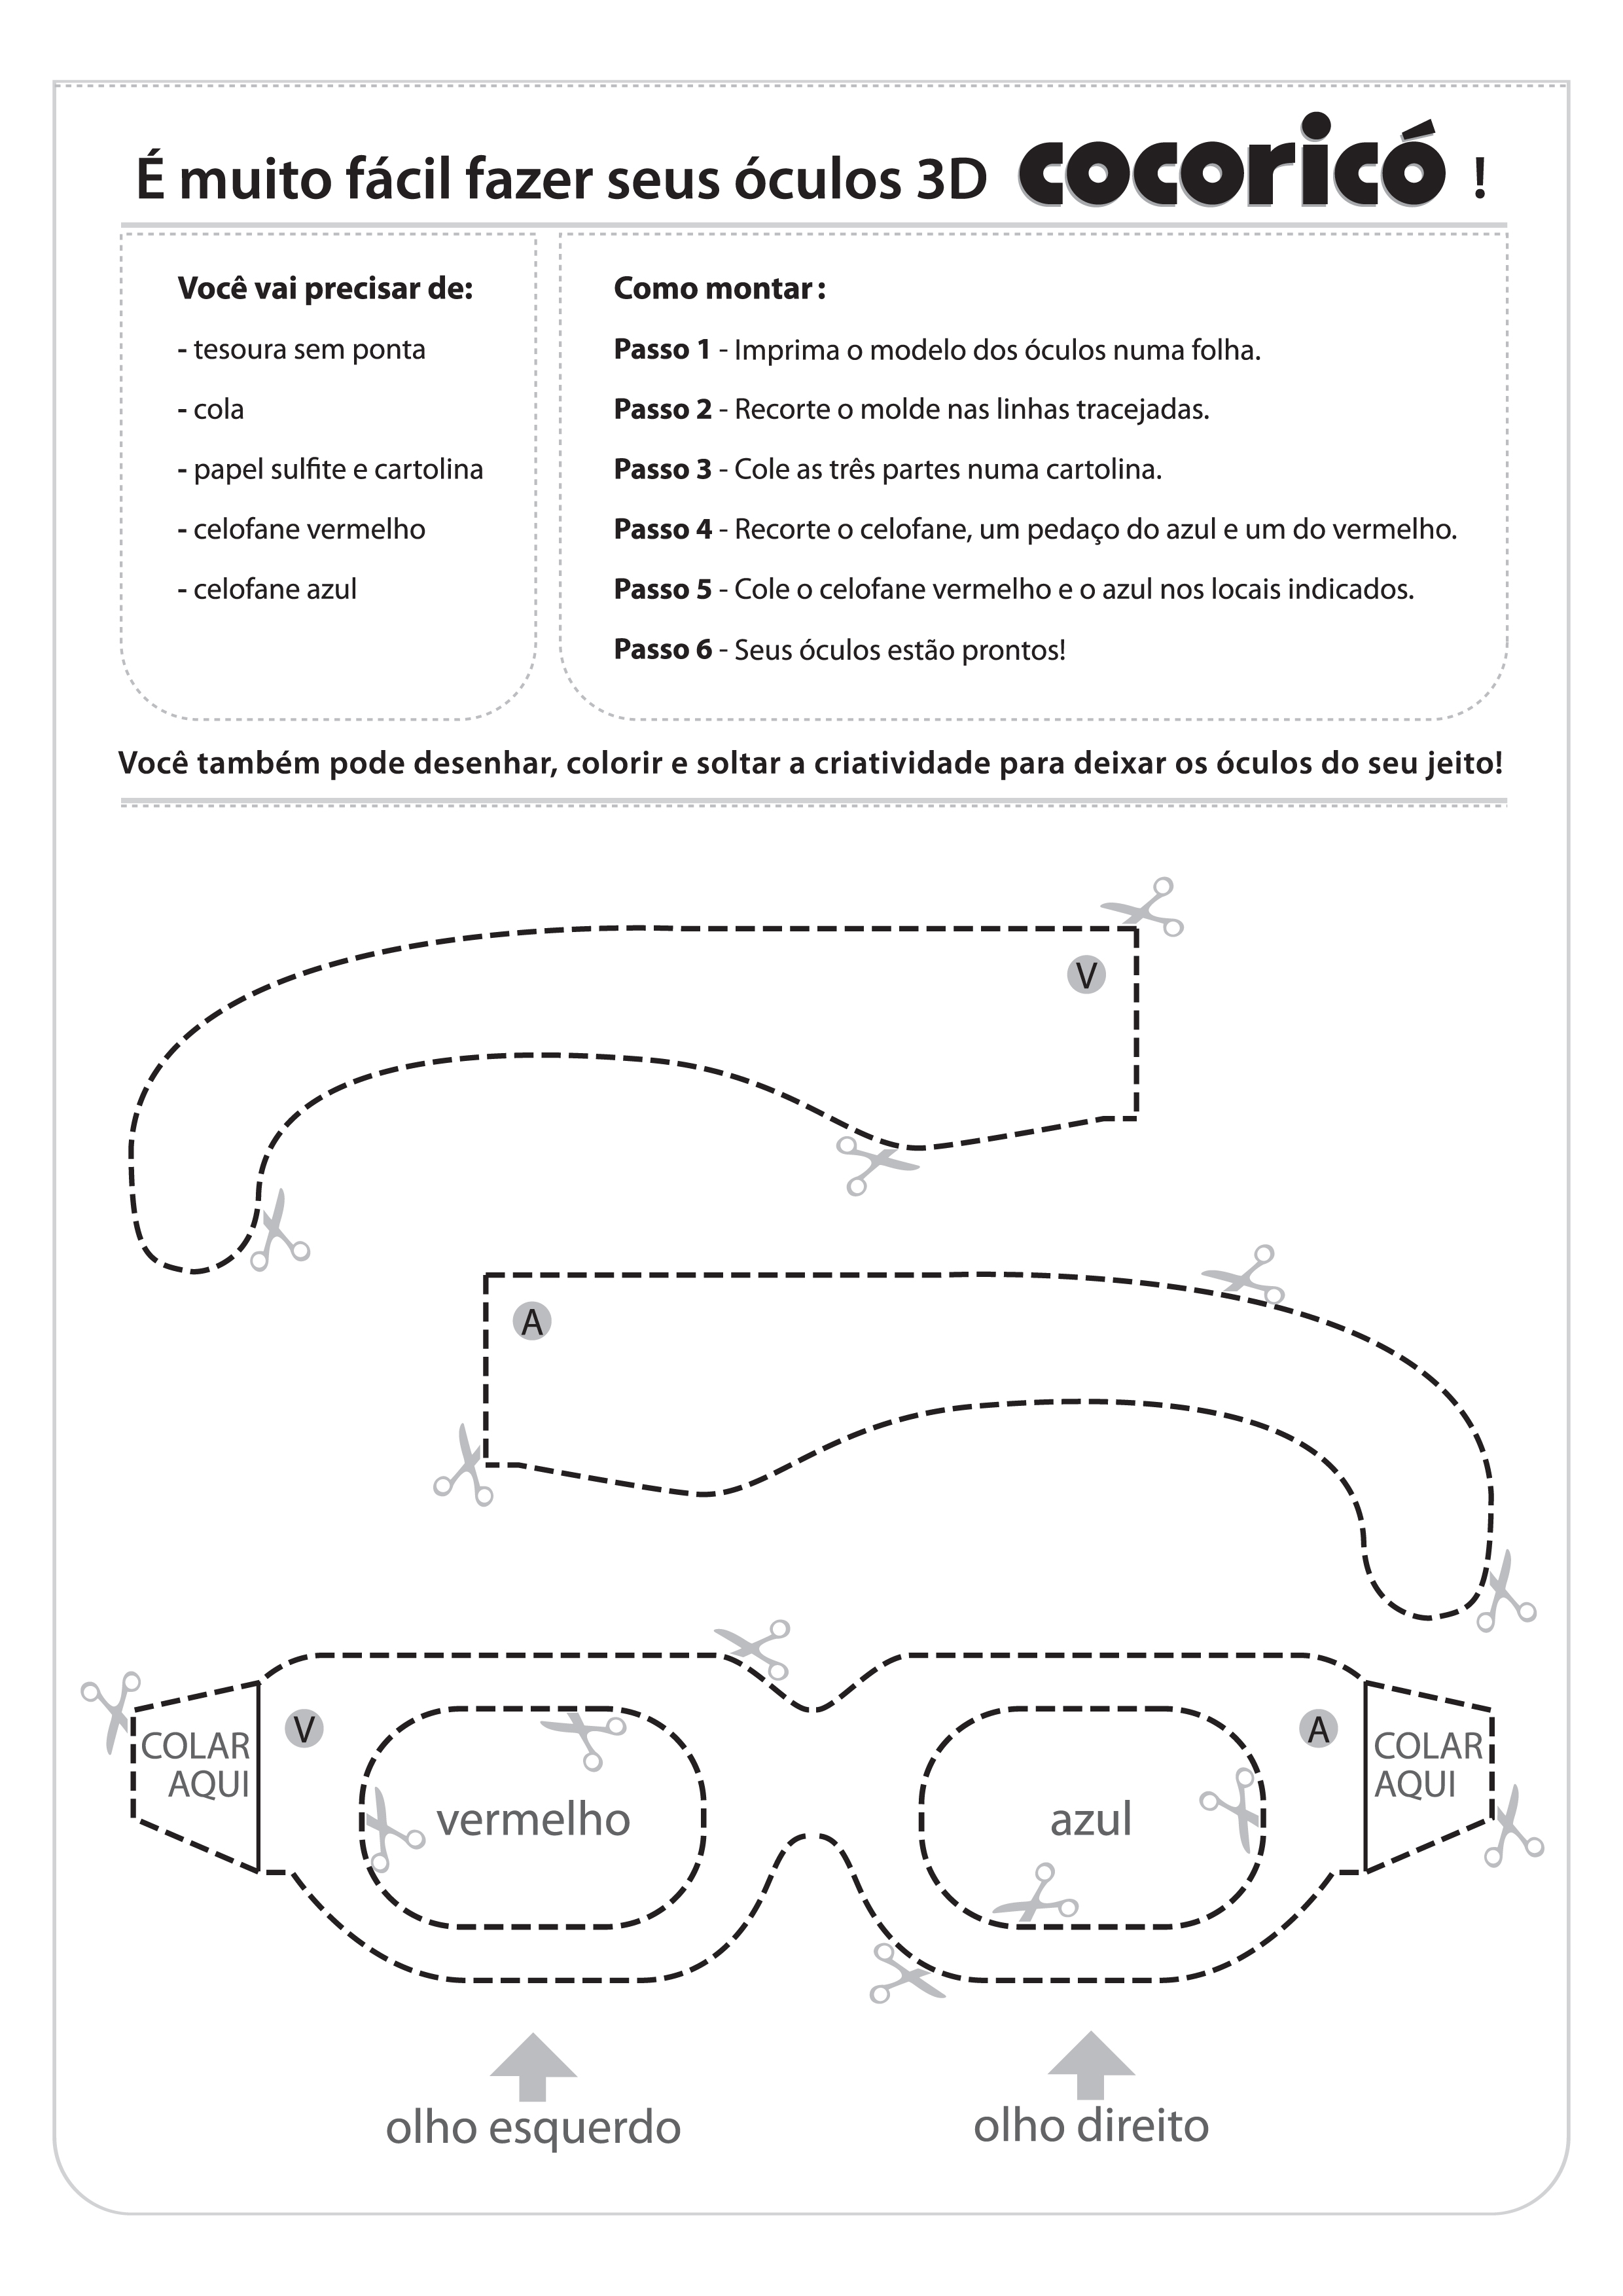 É muito fácil fazer seus óculos 3D cocoricó !
Você vai precisar de:
- tesoura sem ponta
- cola
- papel sulfite e cartolina
- celofane vermelho
- celofane azul
Como montar :
Passo 1 - Imprima o modelo dos óculos numa folha.
Passo 2 - Recorte o molde nas linhas tracejadas.
Passo 3 - Cole as três partes numa cartolina.
Passo 4 - Recorte o celofane, um pedaço do azul e um do vermelho.
Passo 5 - Cole o celofane vermelho e o azul nos locais indicados.
Passo 6 - Seus óculos estão prontos!
Você também pode desenhar, colorir e soltar a criatividade para deixar os óculos do seu jeito!
V
A
V
A
COLAR
AQUI
COLAR
AQUI
vermelho
azul
olho esquerdo
olho direito